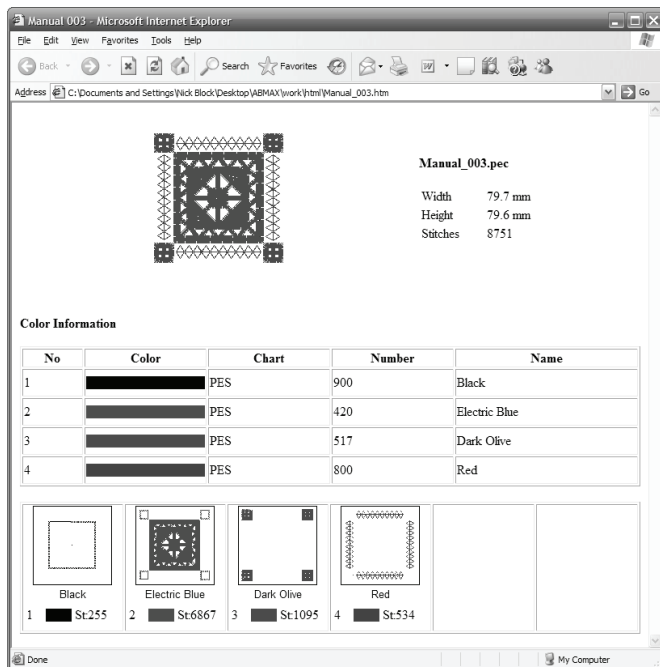 Manual 003 - Microsoft Internet Explorer
File Edit View Favorites Tools Help
Back Search Favorites
Address C:\Documents and Settings\Nick Block\Desktop\ABMAX\work\html\Manual_003.htm Go
Manual_003.pec
Width 79.7 mm
Height 79.6 mm
Stitches 8751
Color Information
No Color Chart Number Name
1 PES 900 Black
2 PES 420 Electric Blue
3 PES 517 Dark Olive
4 PES 800 Red
Black Electric Blue Dark Olive Red
1 St:255 2 St:6867 3 St:1095 4 St:534
Done My Computer